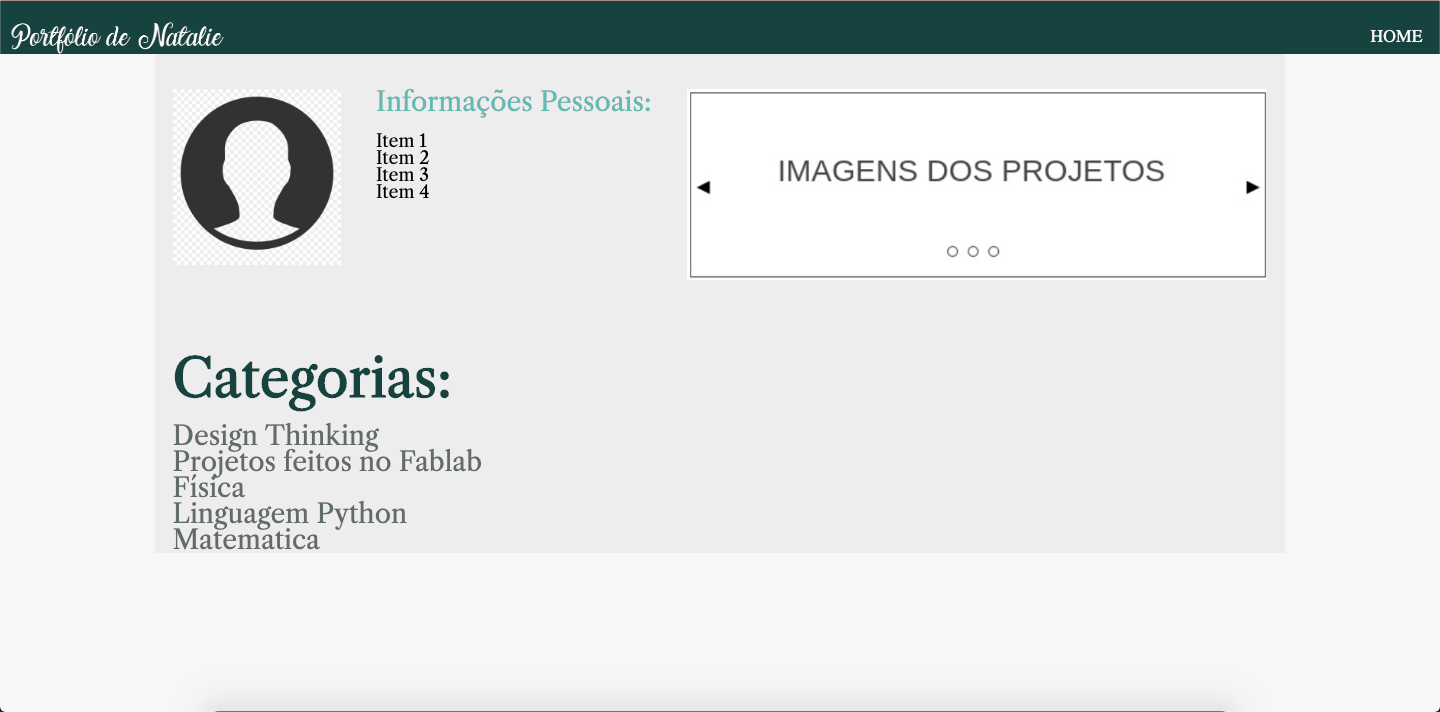 Portfólio de Natalie
HOME
Informações Pessoais:
Item 1
Item 2
Item 3
Item 4
IMAGENS DOS PROJETOS
Categorias:
Design Thinking
Projetos feitos no Fablab
Física
Linguagem Python
Matematica